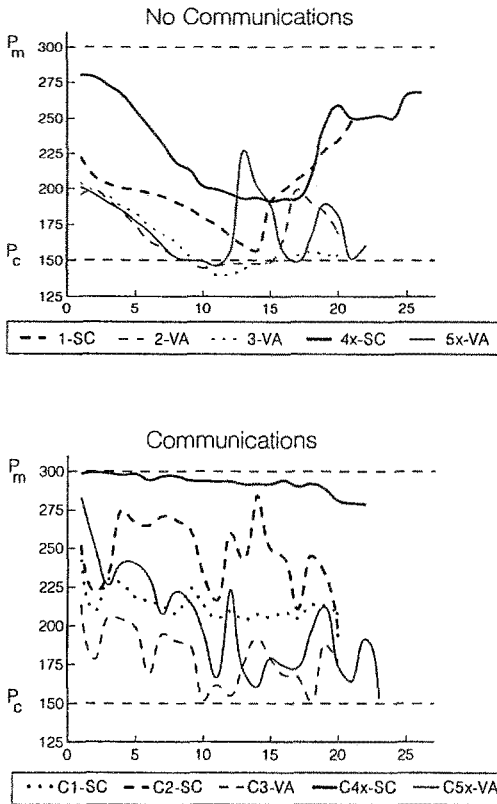 No Communications
Pm
300
275
250
225
200
175
Pc
150
125
0 5 10 15 20 25
1-SC 2-VA 3-VA 4x-SC 5x-VA
Communications
Pm
300
275
250
225
200
175
Pc
150
125
0 5 10 15 20 25
C1-SC C2-SC C3-VA C4x-SC C5x-VA